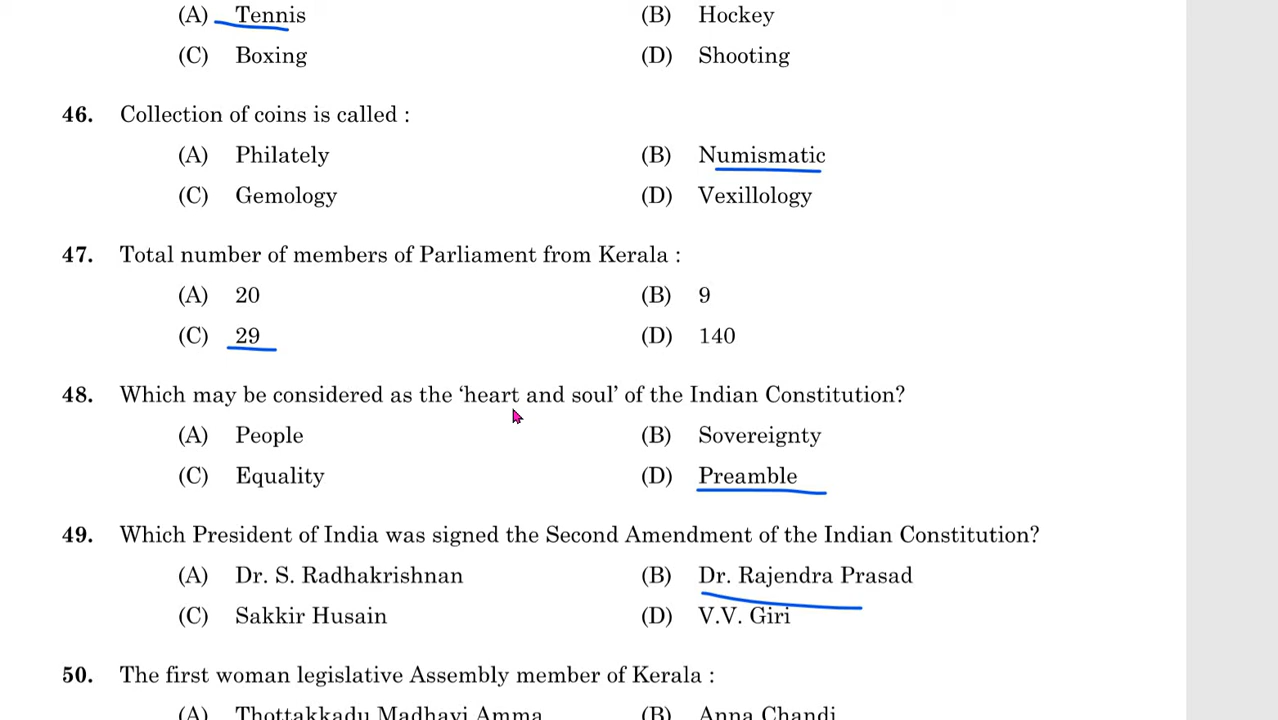 (A) Tennis (B) Hockey
(C) Boxing (D) Shooting
46. Collection of coins is called :
(A) Philately (B) Numismatic
(C) Gemology (D) Vexillology
47. Total number of members of Parliament from Kerala :
(A) 20 (B) 9
(C) 29 (D) 140
48. Which may be considered as the ‘heart and soul’ of the Indian Constitution?
(A) People (B) Sovereignty
(C) Equality (D) Preamble
49. Which President of India was signed the Second Amendment of the Indian Constitution?
(A) Dr. S. Radhakrishnan (B) Dr. Rajendra Prasad
(C) Sakkir Husain (D) V.V. Giri
50. The first woman legislative Assembly member of Kerala :
(A) Thottakkadu Madhavi Amma (B) Anna Chandi